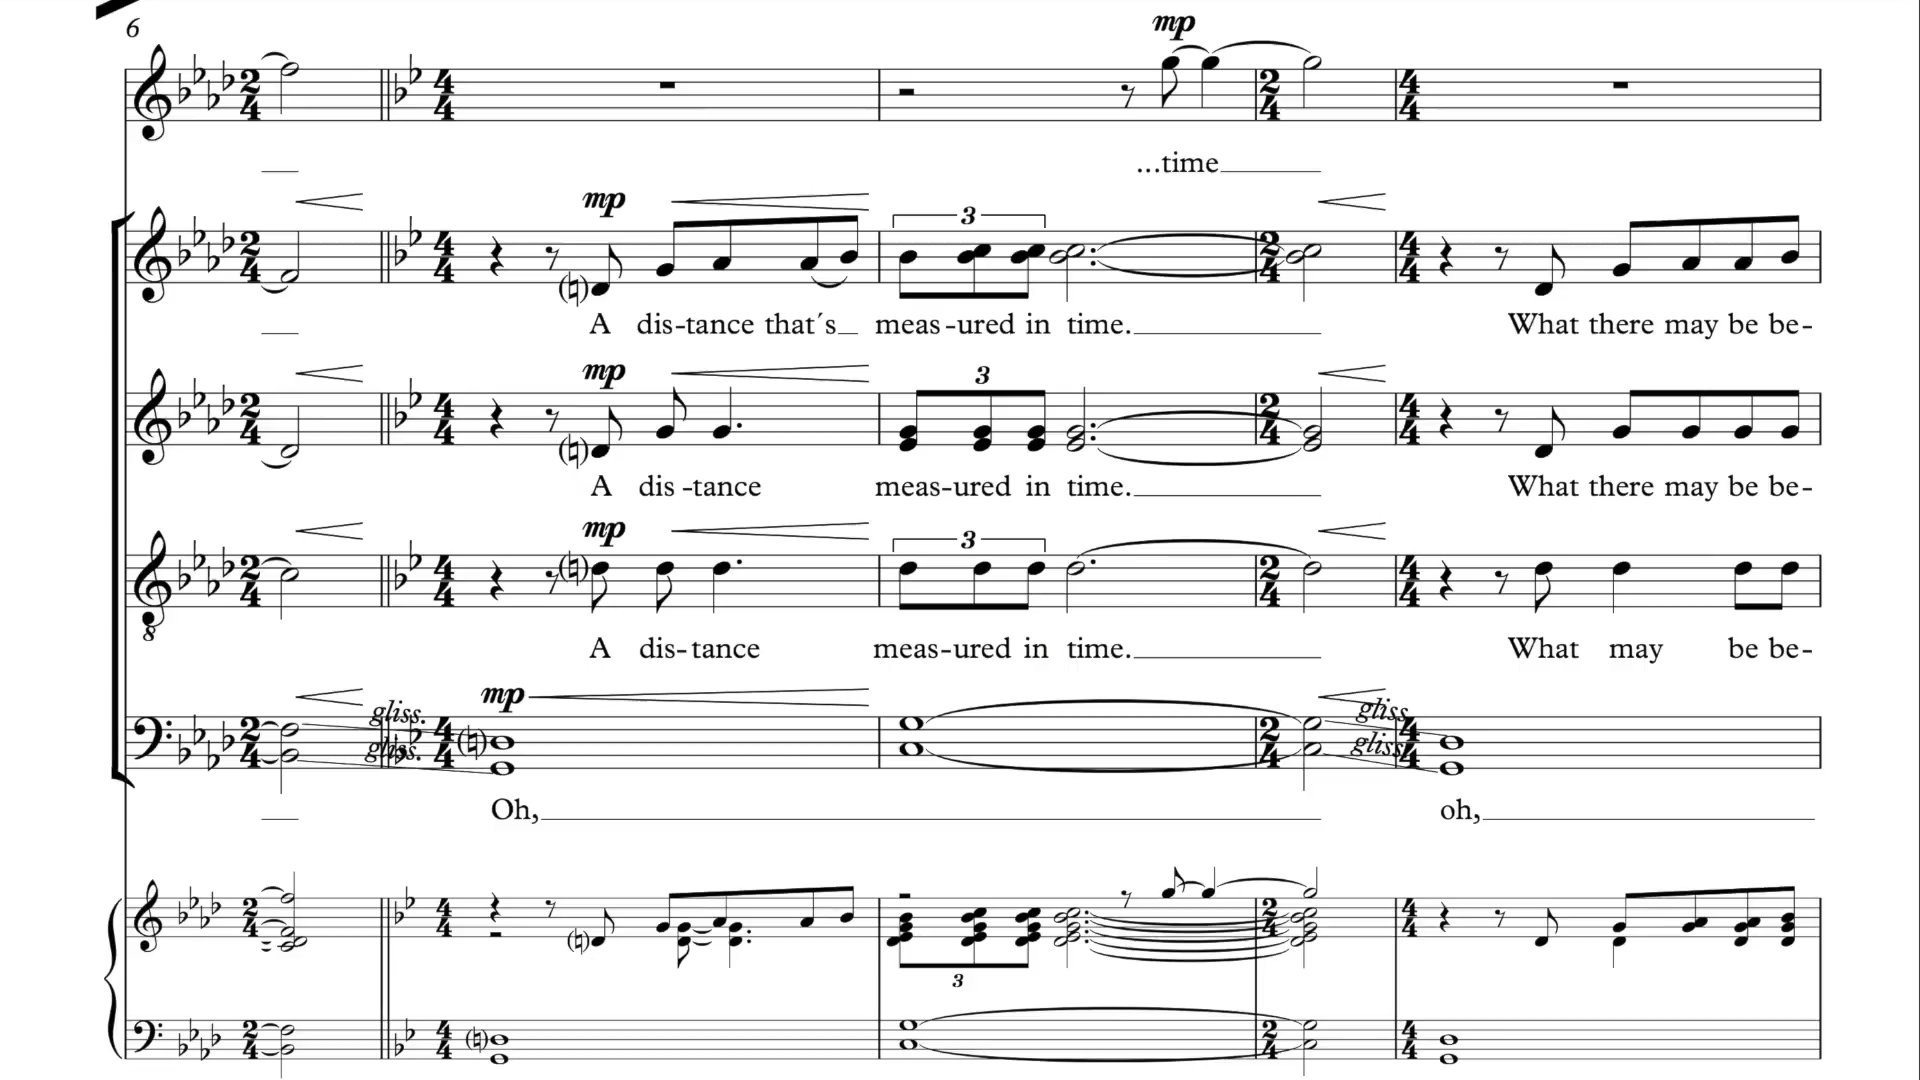 6
mp
...time
mp
3
A dis-tance that´s
meas-ured in time.
What there may be be-
mp
3
A dis-tance
meas-ured in time.
What there may be be-
mp
3
A dis-tance
meas-ured in time.
What may be be-
mp
gliss.
gliss.
gliss.
gliss.
Oh,
oh,
3